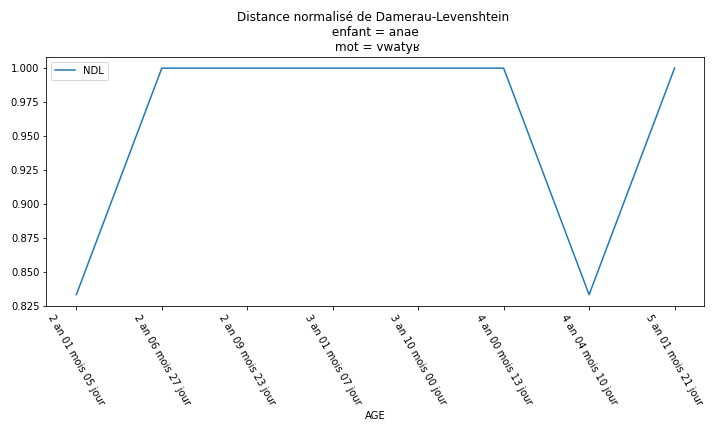 Distance normalisé de Damerau-Levenshtein
enfant = anae
mot = vwatyʁ
NDL
1.000
0.975
0.950
0.925
0.900
0.875
0.850
0.825
2 an 01 mois 05 jour
2 an 06 mois 27 jour
2 an 09 mois 23 jour
3 an 01 mois 07 jour
3 an 10 mois 00 jour
4 an 00 mois 13 jour
4 an 04 mois 10 jour
5 an 01 mois 21 jour
AGE